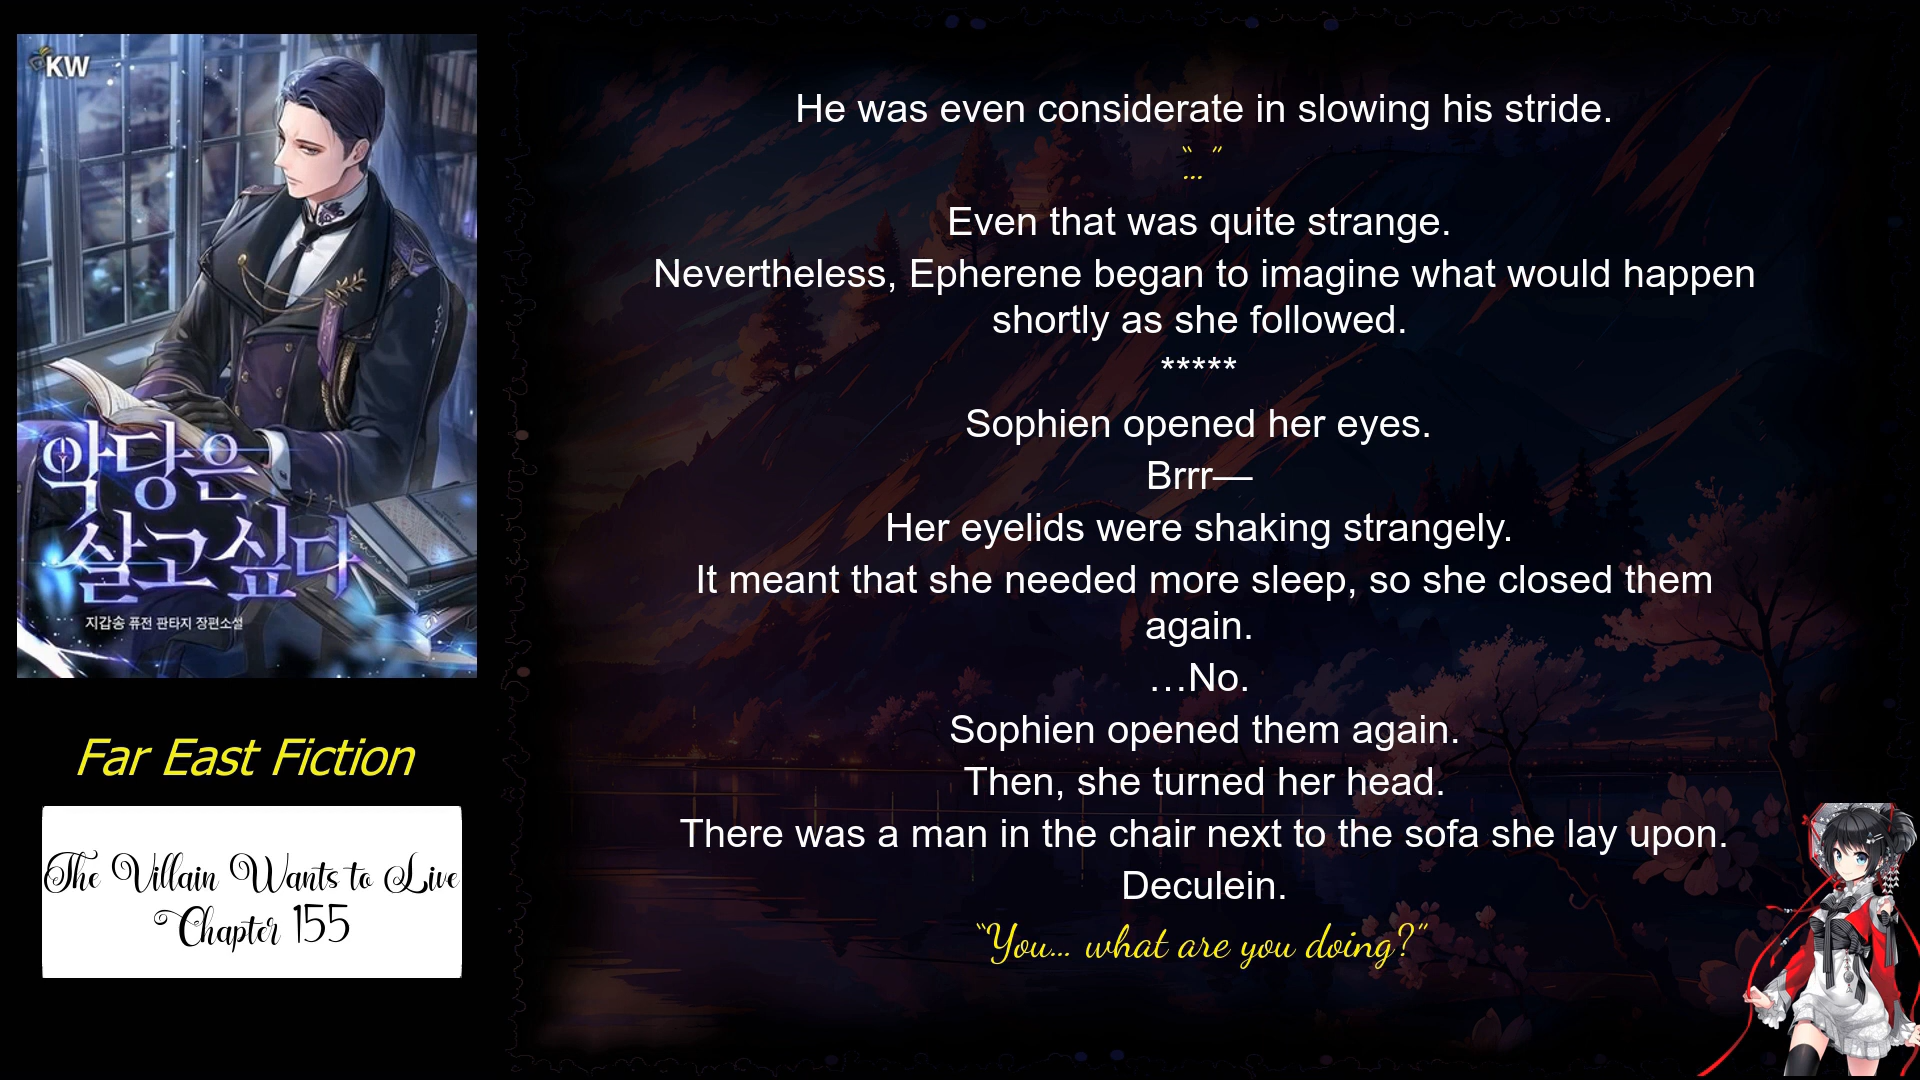 KW
악당은
살고싶다
지갑송 퓨전 판타지 장편소설
Far East Fiction
The Villain Wants to Live
Chapter 155
He was even considerate in slowing his stride.
“…”
Even that was quite strange.
Nevertheless, Epherene began to imagine what would happen
shortly as she followed.
*****
Sophien opened her eyes.
Brrr—
Her eyelids were shaking strangely.
It meant that she needed more sleep, so she closed them
again.
…No.
Sophien opened them again.
Then, she turned her head.
There was a man in the chair next to the sofa she lay upon.
Deculein.
“You… what are you doing?”